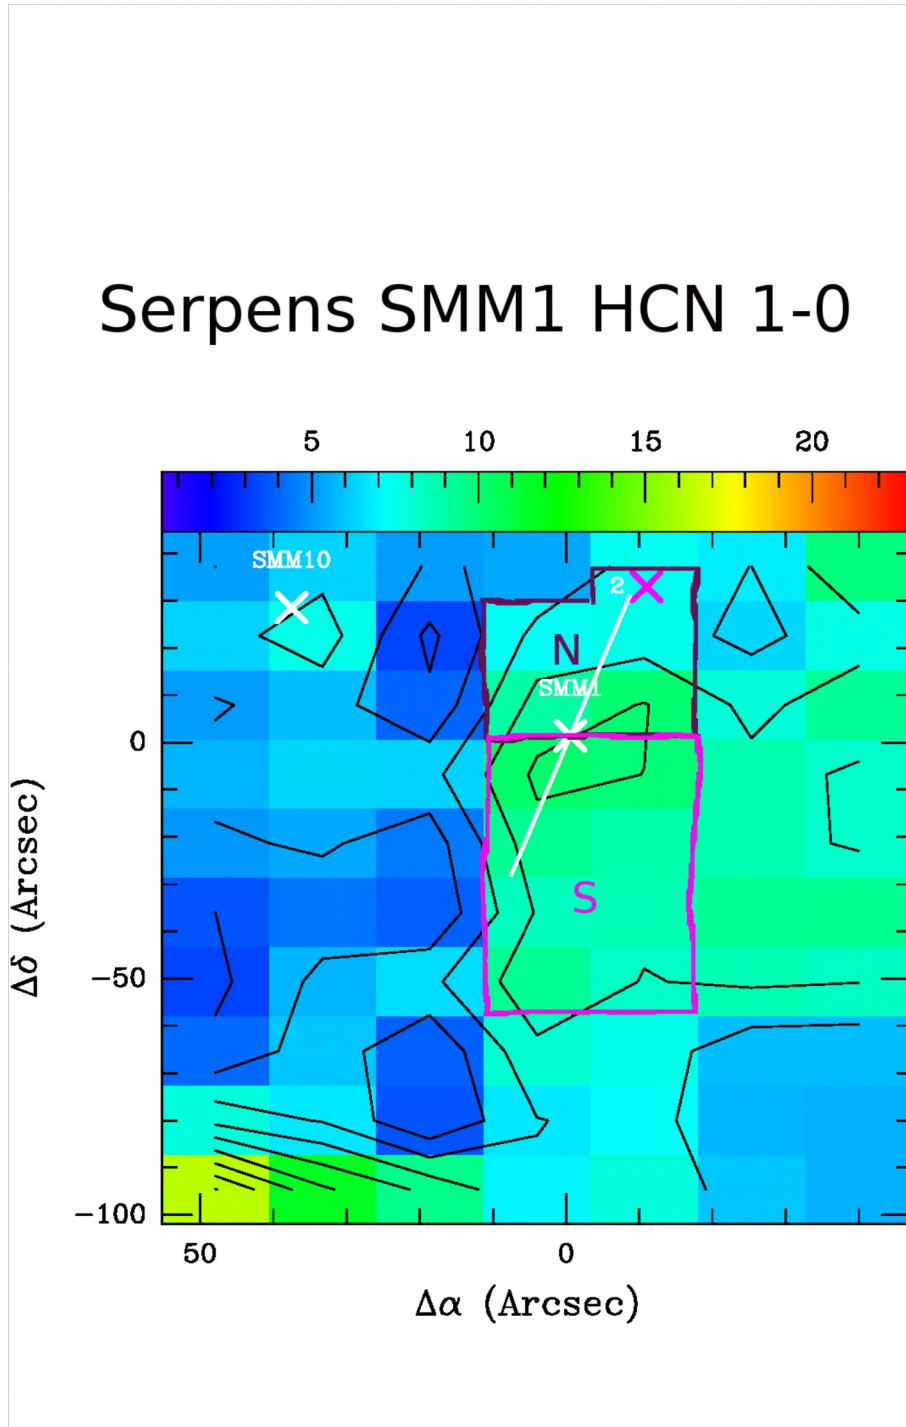 Serpens SMM1 HCN 1-0
5 10 15 20
SMM10
2
N
SMM1
0
S
Δδ (Arcsec)
−50
−100
50 0
Δα (Arcsec)